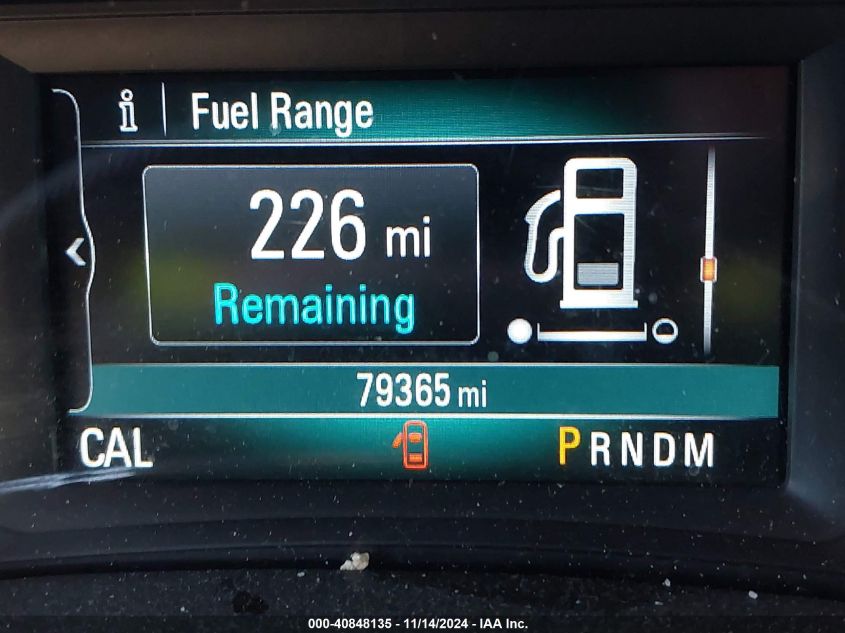 i Fuel Range
226 mi
Remaining
79365 mi
CAL PRNDM
000-40848135 - 11/14/2024 - IAA Inc.